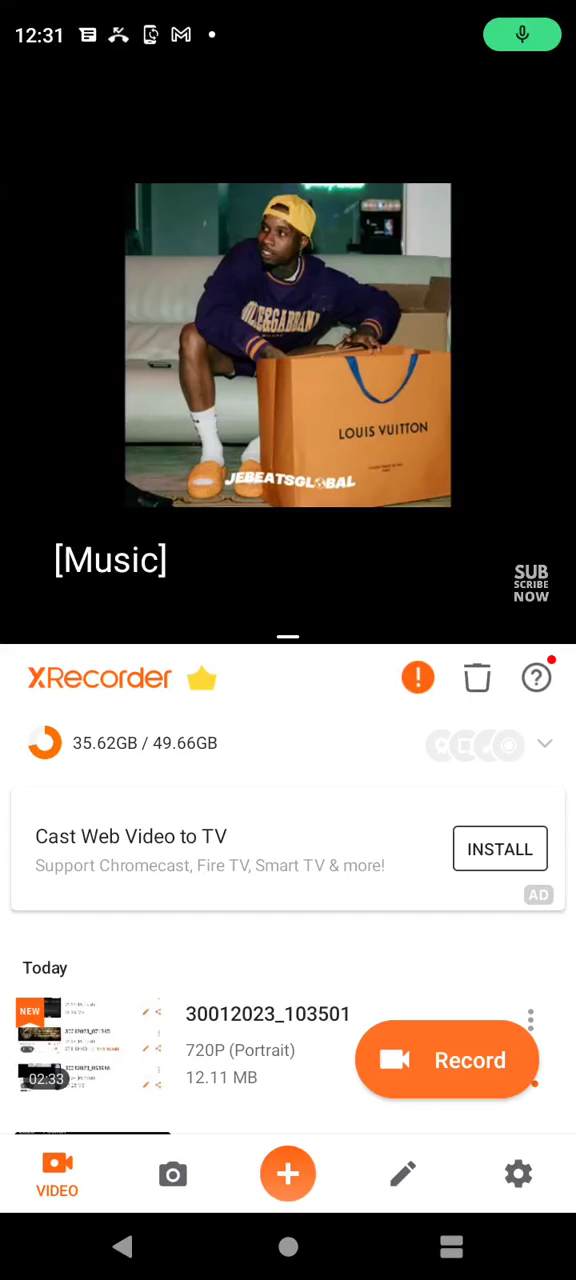 12:31
LOUIS VUITTON
JEBEATSGLOBAL
[Music]
SUB
SCRIBE
NOW
XRecorder
35.62GB / 49.66GB
Cast Web Video to TV
Support Chromecast, Fire TV, Smart TV & more!
INSTALL
AD
Today
NEW
02:33
30012023_103501
720P (Portrait)
12.11 MB
Record
VIDEO